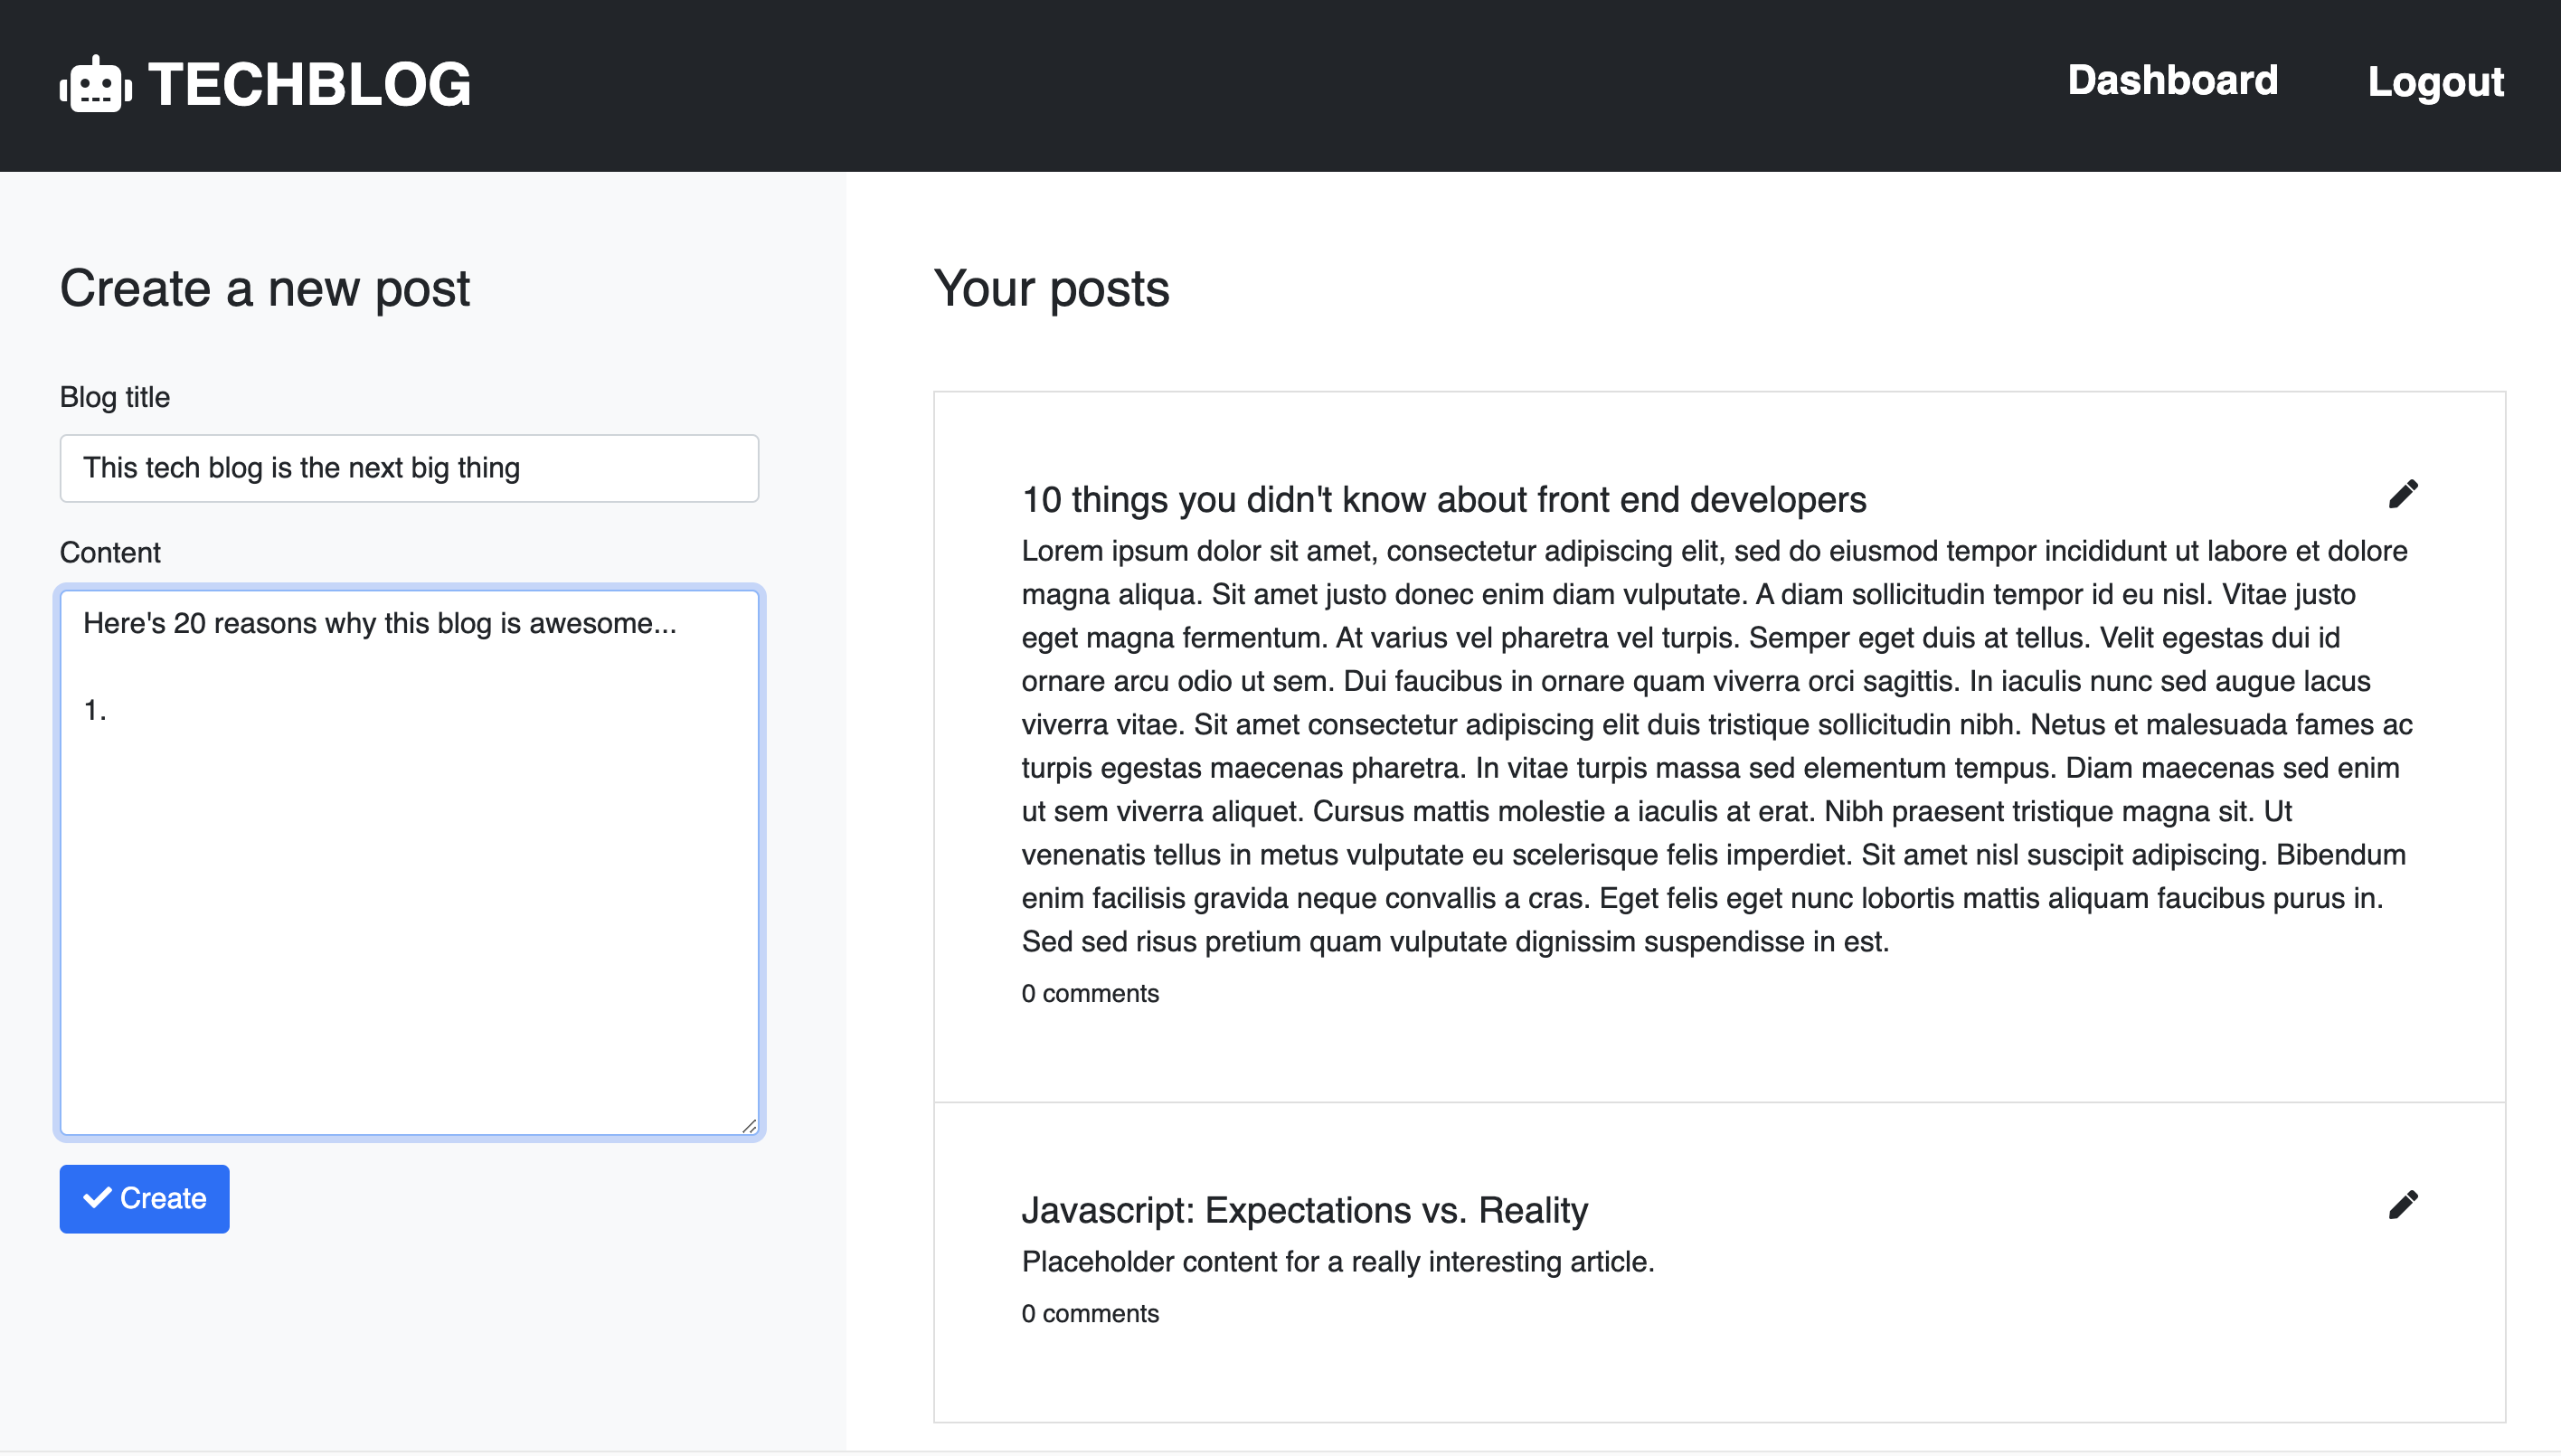 TECHBLOG
Dashboard
Logout
Create a new post
Blog title
This tech blog is the next big thing
Content
Here's 20 reasons why this blog is awesome...
1.
Create
Your posts
10 things you didn't know about front end developers
Lorem ipsum dolor sit amet, consectetur adipiscing elit, sed do eiusmod tempor incididunt ut labore et dolore
magna aliqua. Sit amet justo donec enim diam vulputate. A diam sollicitudin tempor id eu nisl. Vitae justo
eget magna fermentum. At varius vel pharetra vel turpis. Semper eget duis at tellus. Velit egestas dui id
ornare arcu odio ut sem. Dui faucibus in ornare quam viverra orci sagittis. In iaculis nunc sed augue lacus
viverra vitae. Sit amet consectetur adipiscing elit duis tristique sollicitudin nibh. Netus et malesuada fames ac
turpis egestas maecenas pharetra. In vitae turpis massa sed elementum tempus. Diam maecenas sed enim
ut sem viverra aliquet. Cursus mattis molestie a iaculis at erat. Nibh praesent tristique magna sit. Ut
venenatis tellus in metus vulputate eu scelerisque felis imperdiet. Sit amet nisl suscipit adipiscing. Bibendum
enim facilisis gravida neque convallis a cras. Eget felis eget nunc lobortis mattis aliquam faucibus purus in.
Sed sed risus pretium quam vulputate dignissim suspendisse in est.
0 comments
Javascript: Expectations vs. Reality
Placeholder content for a really interesting article.
0 comments